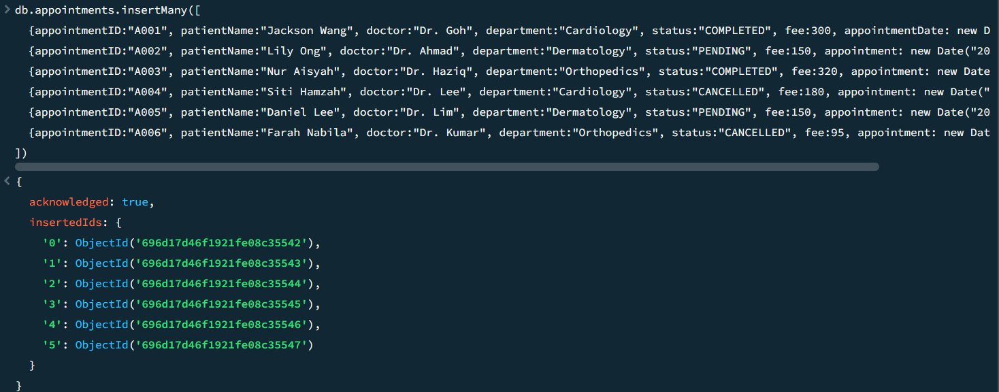 > db.appointments.insertMany([
{appointmentID:"A001", patientName:"Jackson Wang", doctor:"Dr. Goh", department:"Cardiology", status:"COMPLETED", fee:300, appointmentDate: new D
{appointmentID:"A002", patientName:"Lily Ong", doctor:"Dr. Ahmad", department:"Dermatology", status:"PENDING", fee:150, appointment: new Date("20
{appointmentID:"A003", patientName:"Nur Aisyah", doctor:"Dr. Haziq", department:"Orthopedics", status:"COMPLETED", fee:320, appointment: new Date
{appointmentID:"A004", patientName:"Siti Hamzah", doctor:"Dr. Lee", department:"Cardiology", status:"CANCELLED", fee:180, appointment: new Date("
{appointmentID:"A005", patientName:"Daniel Lee", doctor:"Dr. Lim", department:"Dermatology", status:"PENDING", fee:150, appointment: new Date("20
{appointmentID:"A006", patientName:"Farah Nabila", doctor:"Dr. Kumar", department:"Orthopedics", status:"CANCELLED", fee:95, appointment: new Dat
])
< {
acknowledged: true,
insertedIds: {
'0': ObjectId('696d17d46f1921fe08c35542'),
'1': ObjectId('696d17d46f1921fe08c35543'),
'2': ObjectId('696d17d46f1921fe08c35544'),
'3': ObjectId('696d17d46f1921fe08c35545'),
'4': ObjectId('696d17d46f1921fe08c35546'),
'5': ObjectId('696d17d46f1921fe08c35547')
}
}